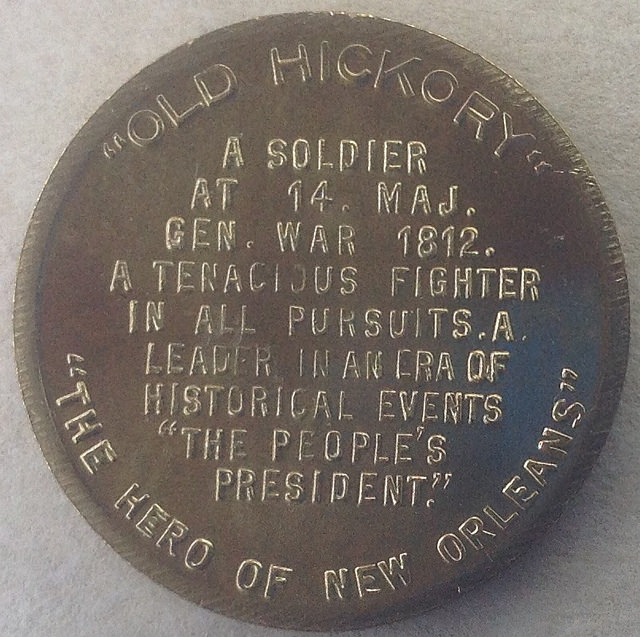 "OLD HICKORY"
A SOLDIER
AT 14. MAJ.
GEN. WAR 1812.
A TENACIOUS FIGHTER
IN ALL PURSUITS.A.
LEADER IN AN ERA OF
HISTORICAL EVENTS
"THE PEOPLE'S
PRESIDENT."
"THE HERO OF NEW ORLEANS"